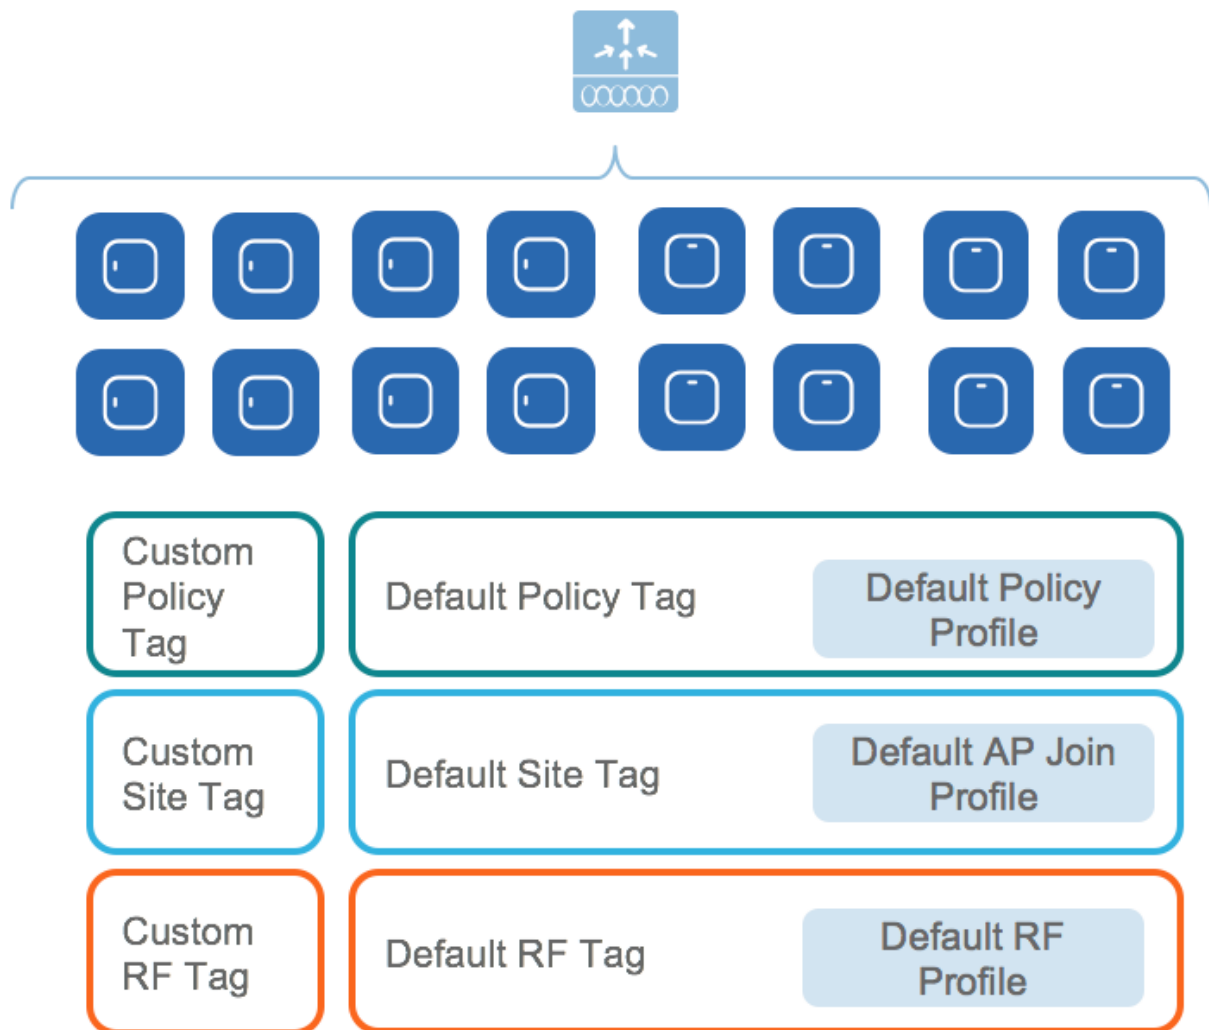 Custom
Policy
Tag
Default Policy Tag
Default Policy
Profile
Custom
Site Tag
Default Site Tag
Default AP Join
Profile
Custom
RF Tag
Default RF Tag
Default RF
Profile